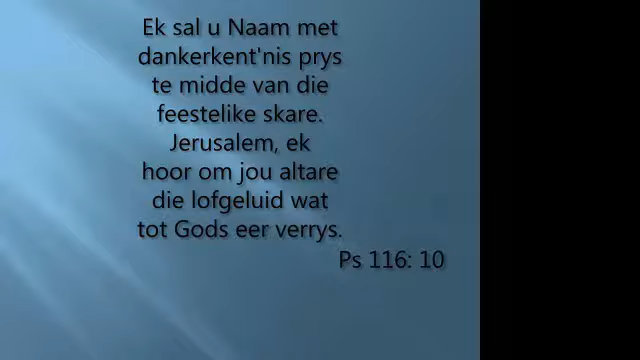 Ek sal u Naam met
dankerkent'nis prys
te midde van die
feestelike skare.
Jerusalem, ek
hoor om jou altare
die lofgeluid wat
tot Gods eer verrys.
Ps 116: 10